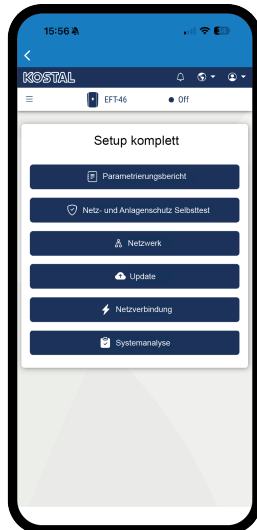 15:56
KOSTAL
EFT-46 Off
Setup komplett
Parametrierungsbericht
Netz- und Anlagenschutz Selbsttest
Netzwerk
Update
Netzverbindung
Systemanalyse